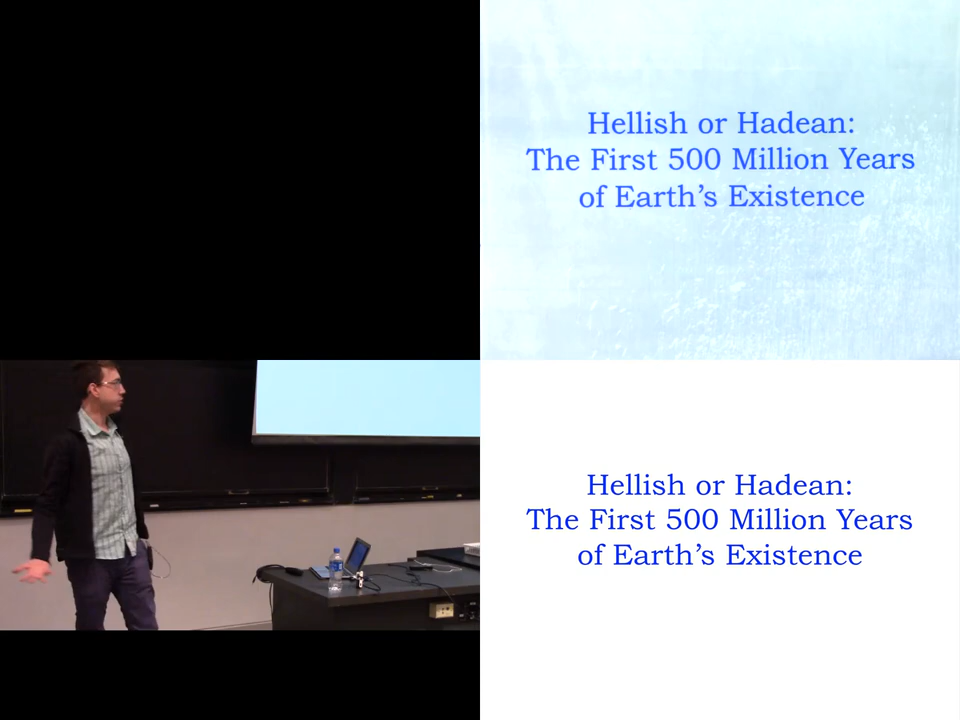 Hellish or Hadean:
The First 500 Million Years
of Earth’s Existence
Hellish or Hadean:
The First 500 Million Years
of Earth’s Existence